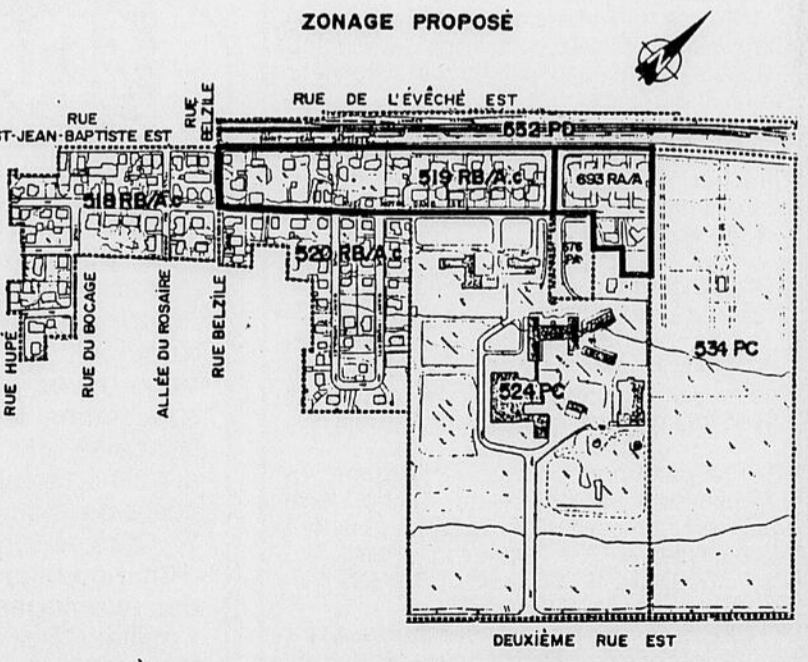 ZONAGE PROPOSÉ
N
RUE DE L'ÉVÊCHÉ EST
RUE
ST-JEAN-BAPTISTE EST
RUE
BELZILE
552 PD
518 RB/A.c
519 RB/A.c
693 RA/A
520 RB/A.c
576
PA
534 PC
524 PC
RUE HUPÉ
RUE DU BOCAGE
ALLÉE DU ROSAIRE
RUE BELZILE
DEUXIÈME RUE EST